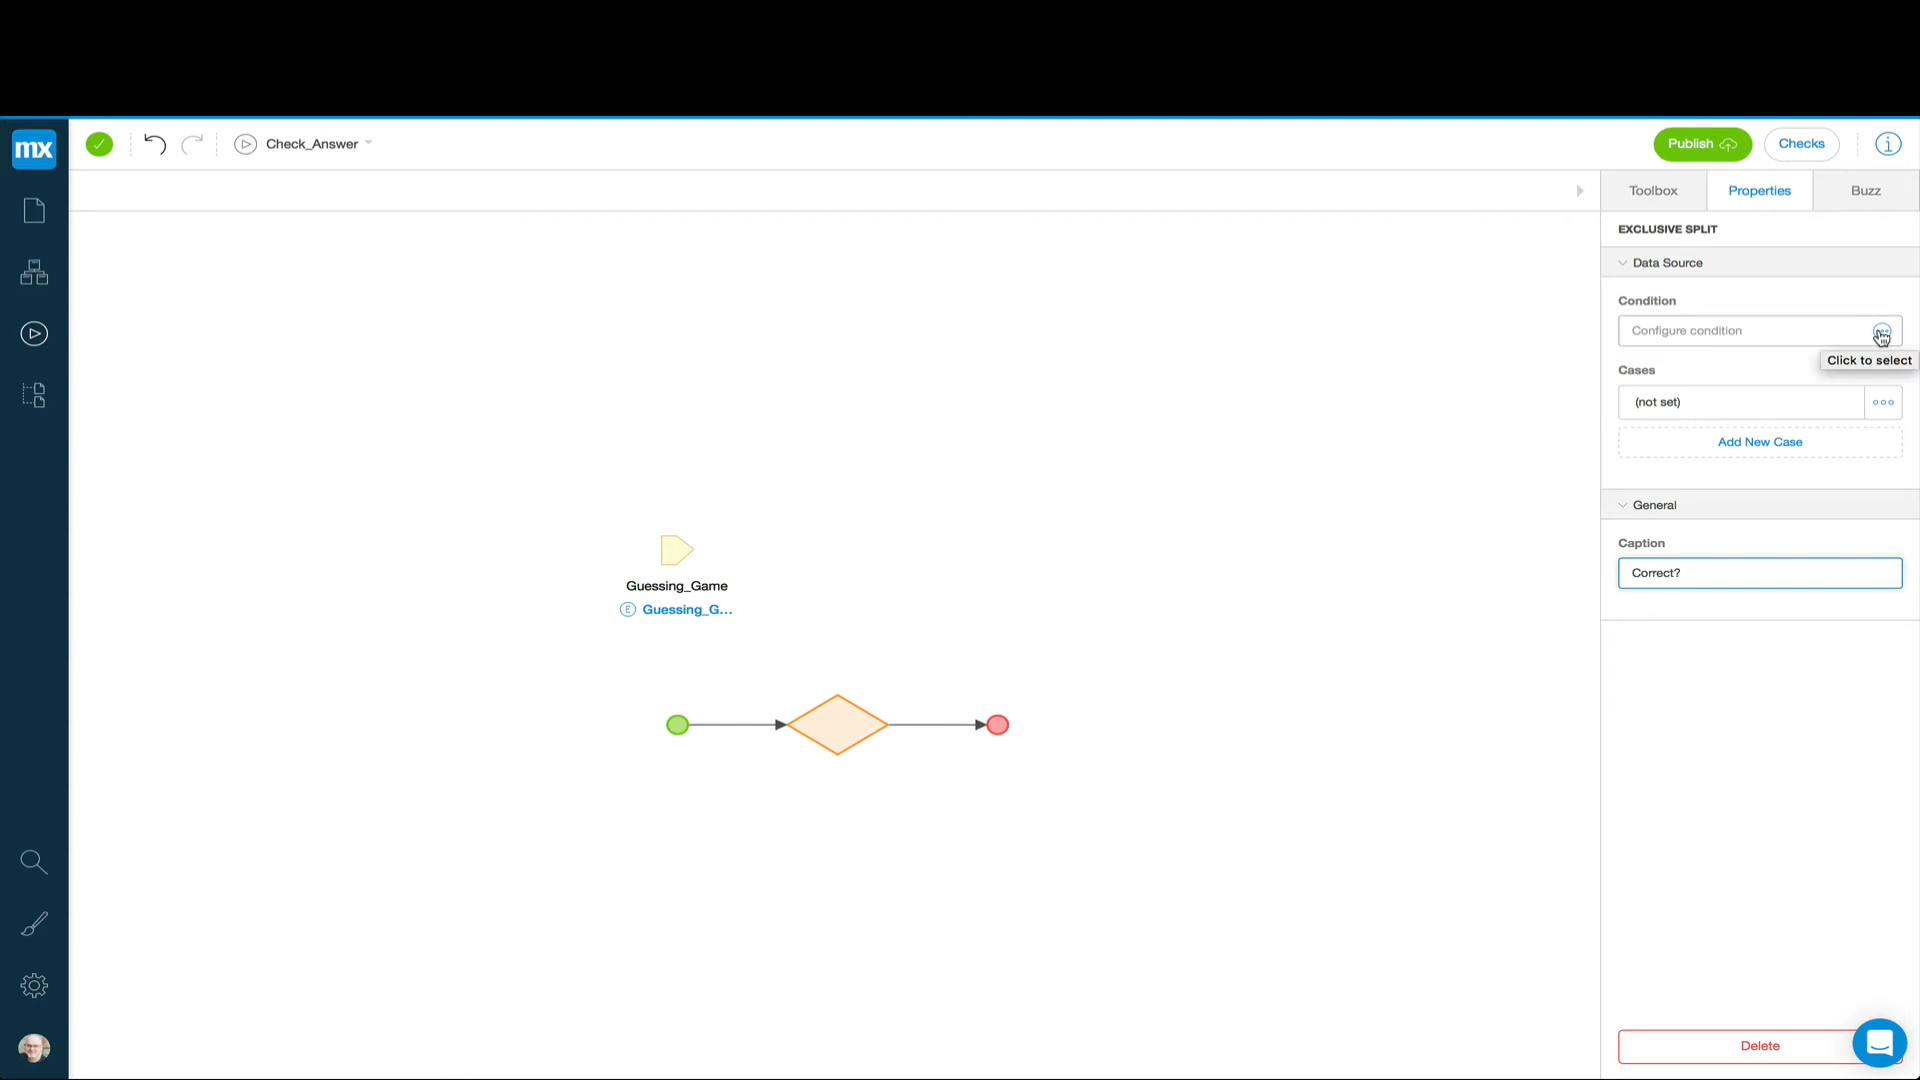 mx
Check_Answer
Publish
Checks
Toolbox
Properties
Buzz
EXCLUSIVE SPLIT
Data Source
Condition
Configure condition
Click to select
Cases
(not set)
Add New Case
General
Caption
Correct?
Guessing_Game
E Guessing_G...
Delete